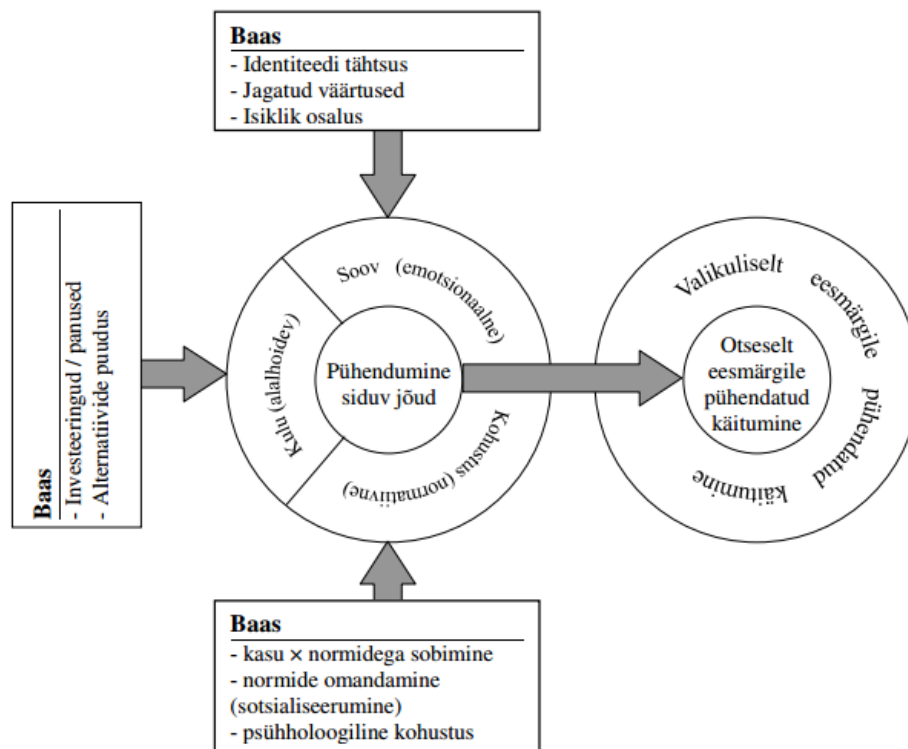 Baas
- Identiteedi tähtsus
- Jagatud väärtused
- Isiklik osalus
Baas
- Investeeringud / panused
- Alternatiivide puudus
Soov (emotsionaalne)
Kulu (alalhoidev)
Kohustus (normatiivne)
Pühendumine
siduv jõud
Valikuliselt eesmärgile pühendatud käitumine
Otseselt
eesmärgile
pühendatud
käitumine
Baas
- kasu × normidega sobimine
- normide omandamine
(sotsialiseerumine)
- psühholoogiline kohustus